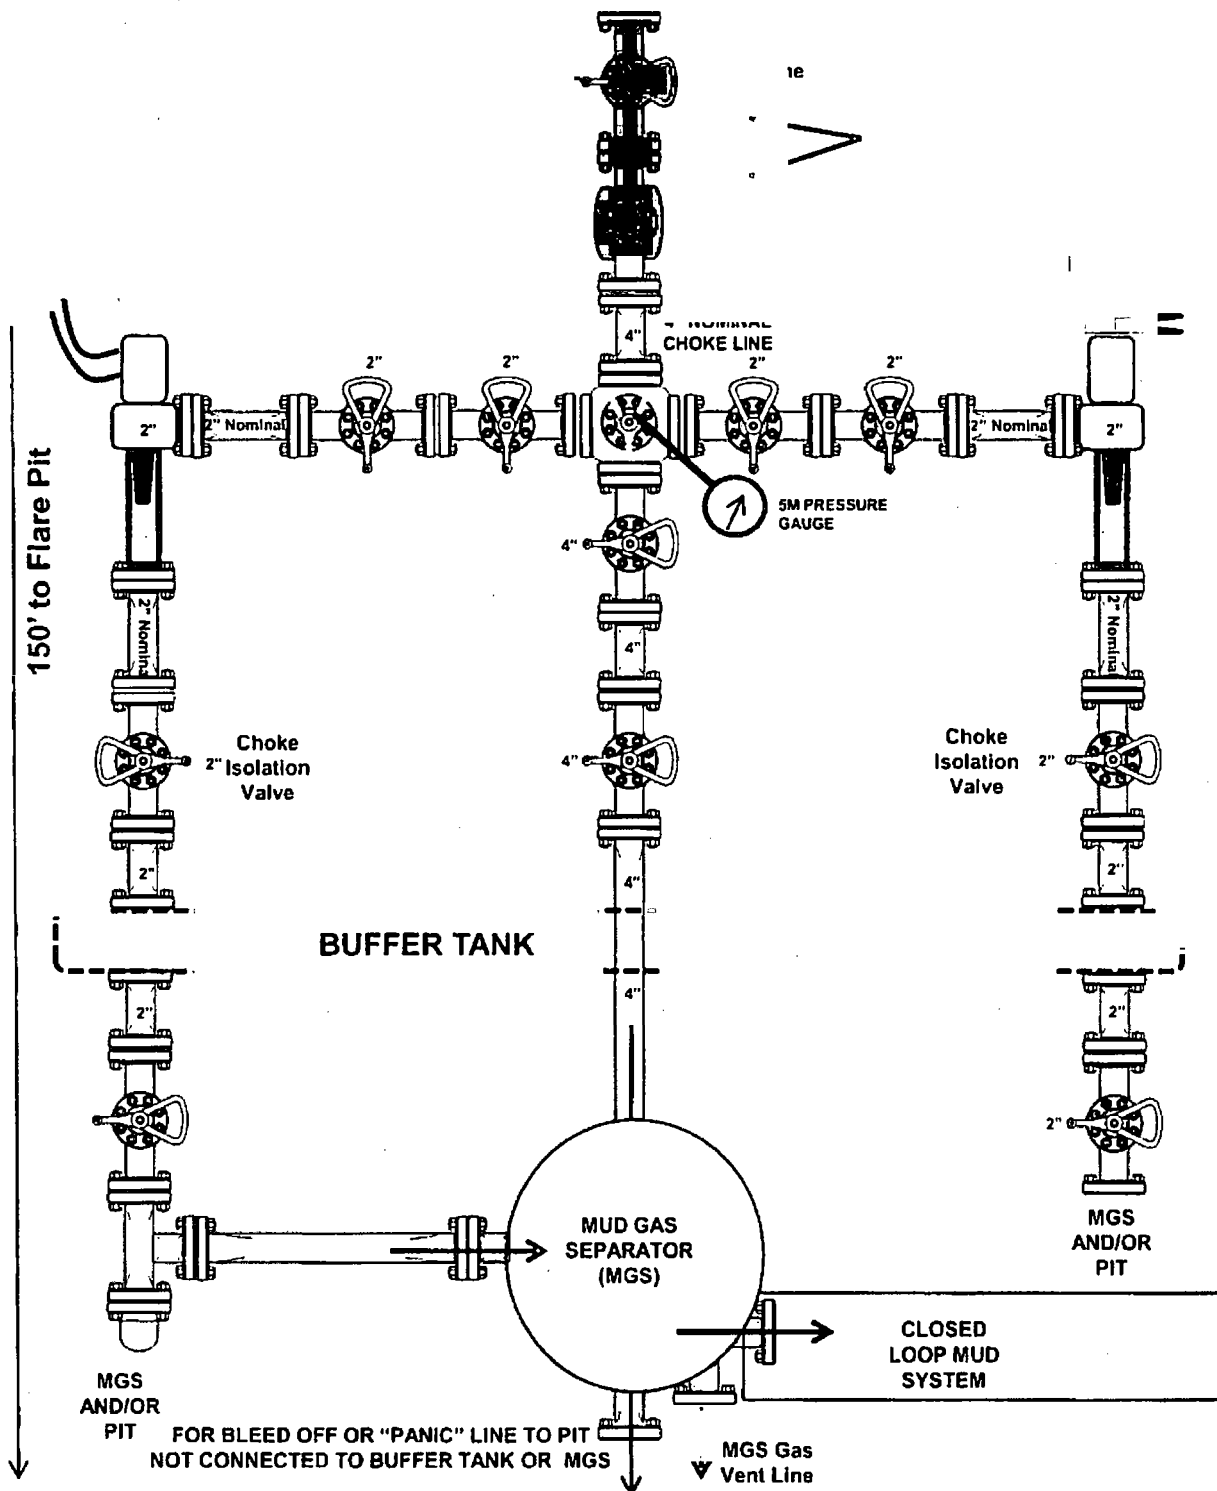 4"
CHOKE LINE
2"
2"
2"
2"
2"
2" Nominal
2" Nominal
2"
5M PRESSURE
GAUGE
4"
150' to Flare Pit
2" Nominal
4"
2" Nominal
Choke
2" Isolation
Valve
4"
Choke
Isolation
Valve
2"
2"
4"
2"
BUFFER TANK
4"
2"
2"
2"
MUD GAS
SEPARATOR
(MGS)
MGS
AND/OR
PIT
CLOSED
LOOP MUD
SYSTEM
MGS
AND/OR
PIT
FOR BLEED OFF OR "PANIC" LINE TO PIT
NOT CONNECTED TO BUFFER TANK OR MGS
MGS Gas
Vent Line